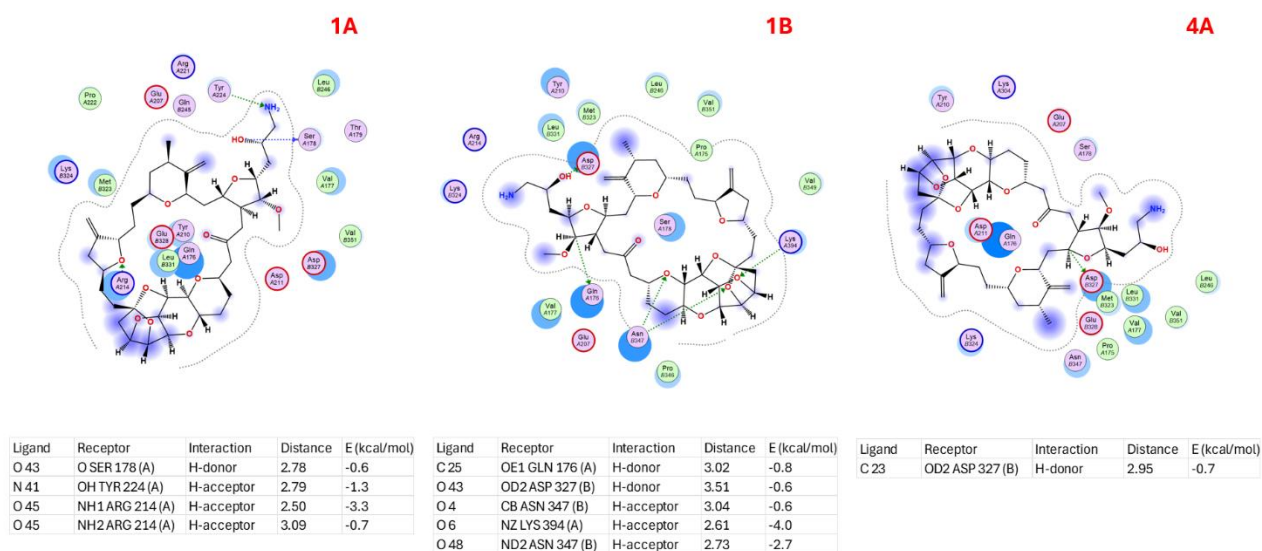 1A
Arg
A221
Tyr
A224
Leu
B246
Pro
A222
Glu
A207
Gln
NH₂
HO
Ser
A178
Thr
A179
Lys
B324
Met
B323
Val
A177
O
O
O
H
H
Glu
B328
Tyr
A210
Gln
A176
Leu
B331
O
Val
B351
Asp
A211
Asp
B327
Arg
A214
O
O
H
H
H
H
1B
Tyr
A210
Leu
B246
Val
B351
Met
B323
Leu
B331
Arg
A214
Pro
A175
Asp
B327
Lys
B324
OH
H₂N
Ser
A179
Val
B349
O
O
O
H
H
Lys
A394
Gln
A176
Val
A177
Glu
A207
Asn
B347
Pro
B348
4A
Lys
A304
Tyr
A210
Glu
A207
Ser
A179
NH₂
OH
Asp
A211
Gln
A176
O
O
H
H
Asp
B327
Met
B323
Leu
B331
Leu
B246
Glu
B328
Val
A177
Val
B351
Lys
B324
Pro
A175
Asn
B347
Ligand Receptor Interaction Distance E (kcal/mol)
O 43 O SER 178 (A) H-donor 2.78 -0.6
N 41 OH TYR 224 (A) H-acceptor 2.79 -1.3
O 45 NH1 ARG 214 (A) H-acceptor 2.50 -3.3
O 45 NH2 ARG 214 (A) H-acceptor 3.09 -0.7
Ligand Receptor Interaction Distance E (kcal/mol)
C 25 OE1 GLN 176 (A) H-donor 3.02 -0.8
O 43 OD2 ASP 327 (B) H-donor 3.51 -0.6
O 4 CB ASN 347 (B) H-acceptor 3.04 -0.6
O 6 NZ LYS 394 (A) H-acceptor 2.61 -4.0
O 48 ND2 ASN 347 (B) H-acceptor 2.73 -2.7
Ligand Receptor Interaction Distance E (kcal/mol)
C 23 OD2 ASP 327 (B) H-donor 2.95 -0.7